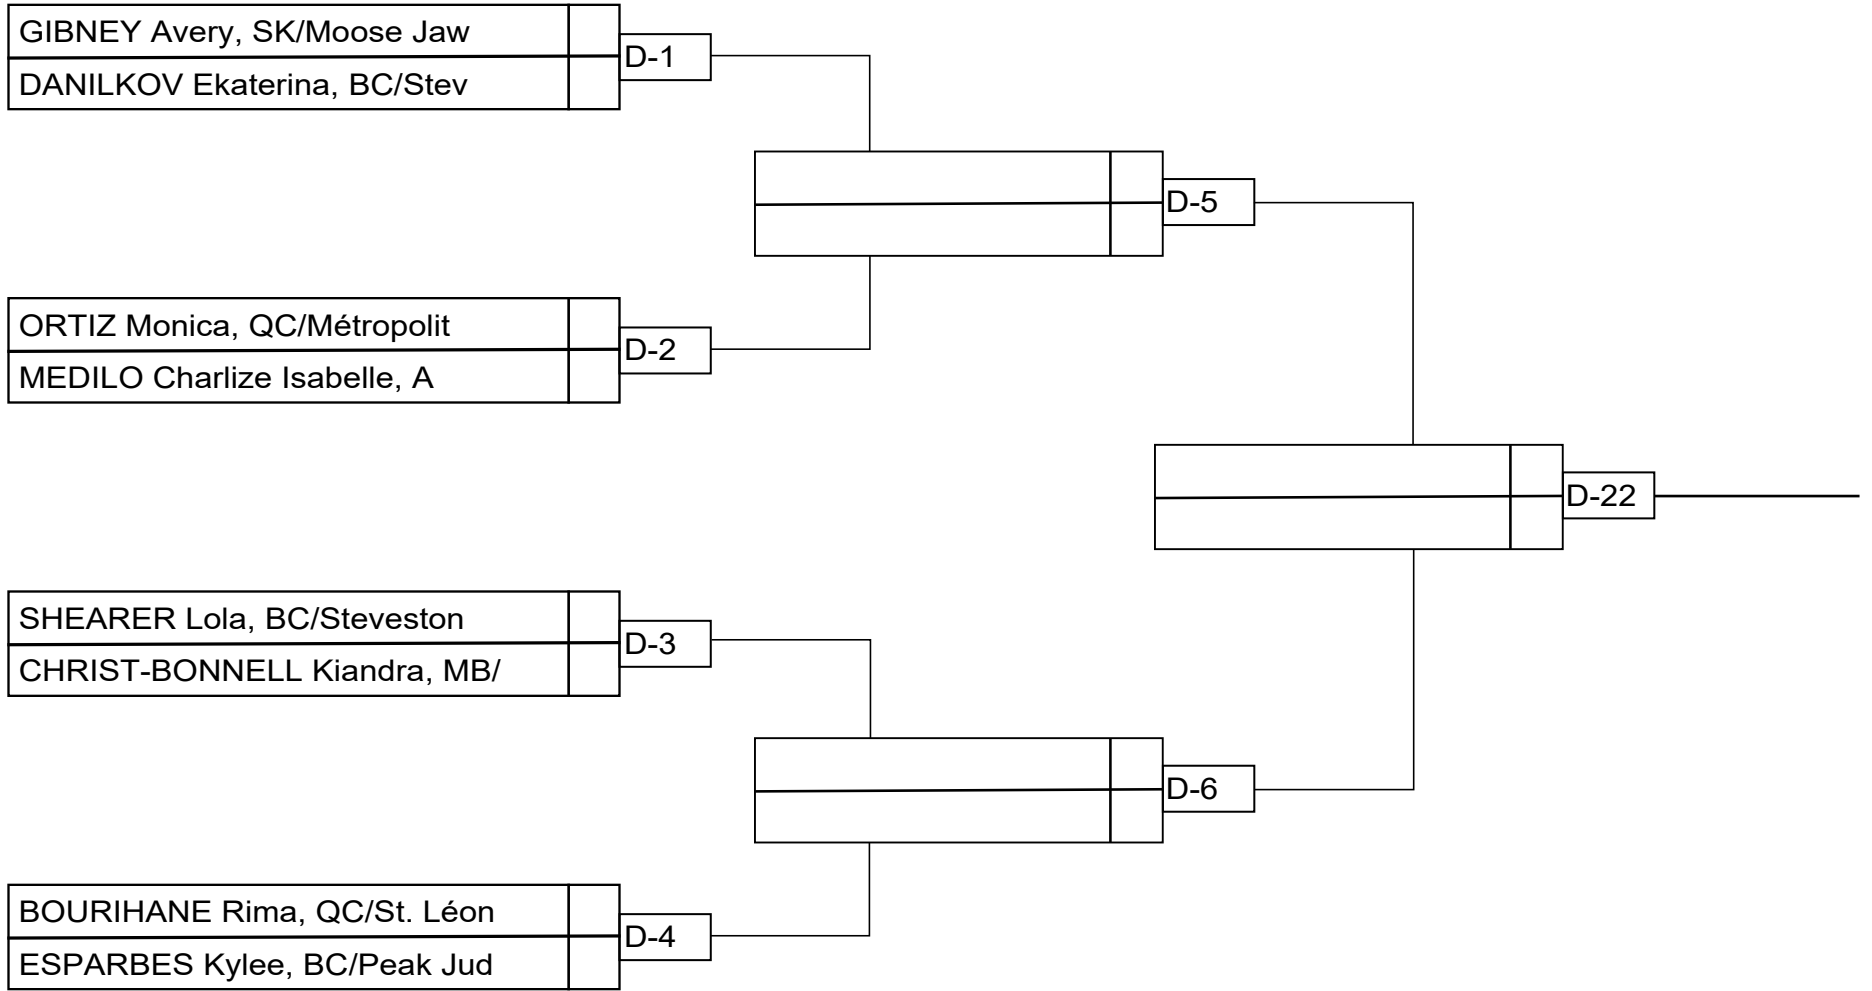 GIBNEY Avery, SK/Moose Jaw
D-1
DANILKOV Ekaterina, BC/Stev
D-5
ORTIZ Monica, QC/Métropolit
D-2
MEDILO Charlize Isabelle, A
D-22
SHEARER Lola, BC/Steveston
D-3
CHRIST-BONNELL Kiandra, MB/
D-6
BOURIHANE Rima, QC/St. Léon
D-4
ESPARBES Kylee, BC/Peak Jud